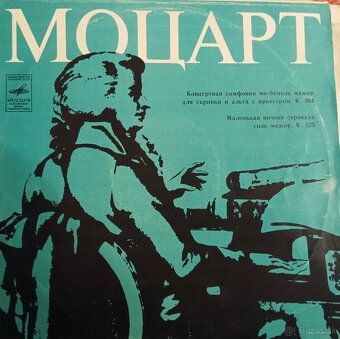 МОЦАРТ
Концертная симфония ми-бемоль мажор
для скрипки и альта с оркестром, К. 364
МЕЛОДИЯ
Маленькая ночная серенада
соль мажор, К. 525